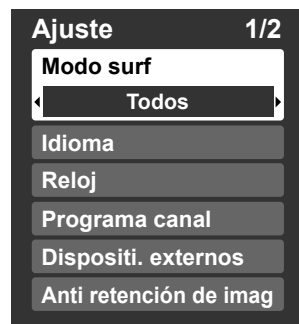 Ajuste 1/2
Modo surf
Todos
Idioma
Reloj
Programa canal
Dispositi. externos
Anti retención de imag